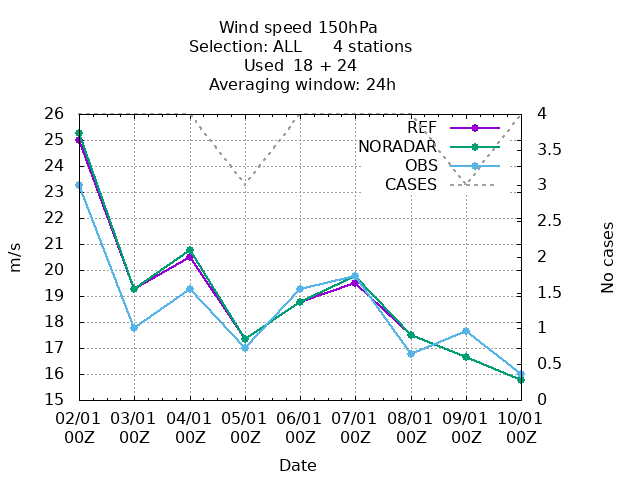 Wind speed 150hPa
Selection: ALL 4 stations
Used 18 + 24
Averaging window: 24h
REF
NORADAR
OBS
CASES
26
25
24
23
22
21
20
19
18
17
16
15
4
3.5
3
2.5
2
1.5
1
0.5
0
m/s
No cases
02/01 03/01 04/01 05/01 06/01 07/01 08/01 09/01 10/01
00Z 00Z 00Z 00Z 00Z 00Z 00Z 00Z 00Z
Date